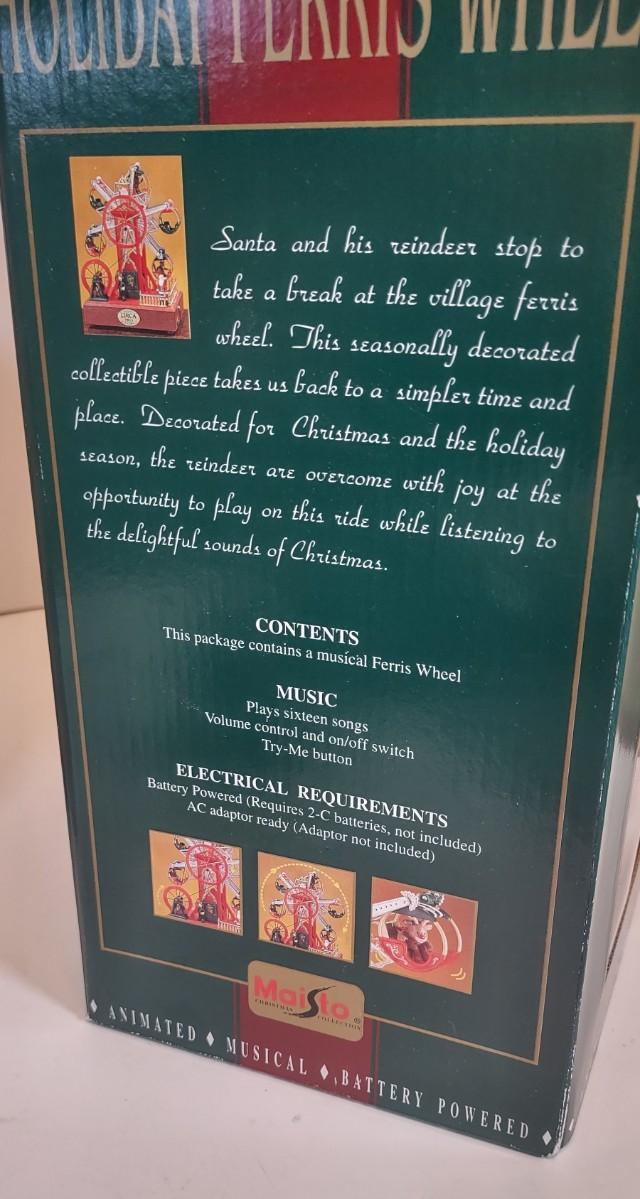 HOLIDAY FERRIS WHEEL
Santa and his reindeer stop to
take a break at the village ferris
wheel. This seasonally decorated
collectible piece takes us back to a simpler time and
place. Decorated for Christmas and the holiday
season, the reindeer are overcome with joy at the
opportunity to play on this ride while listening to
the delightful sounds of Christmas.
CONTENTS
This package contains a musical Ferris Wheel
MUSIC
Plays sixteen songs
Volume control and on/off switch
Try-Me button
ELECTRICAL REQUIREMENTS
Battery Powered (Requires 2-C batteries, not included)
AC adaptor ready (Adaptor not included)
Maisto ®
CHRISTMAS COLLECTION
♦ ANIMATED ♦ MUSICAL ♦ BATTERY POWERED ♦